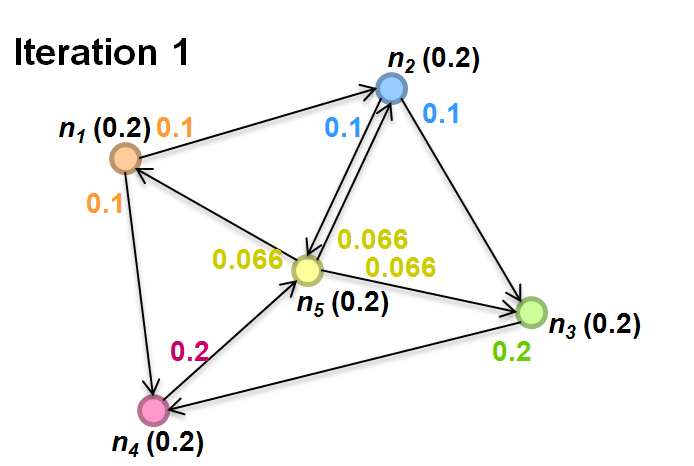 Iteration 1
n2 (0.2)
n1 (0.2) 0.1
0.1
0.1
0.1
0.066
0.066
0.066
n5 (0.2)
n3 (0.2)
0.2
0.2
n4 (0.2)